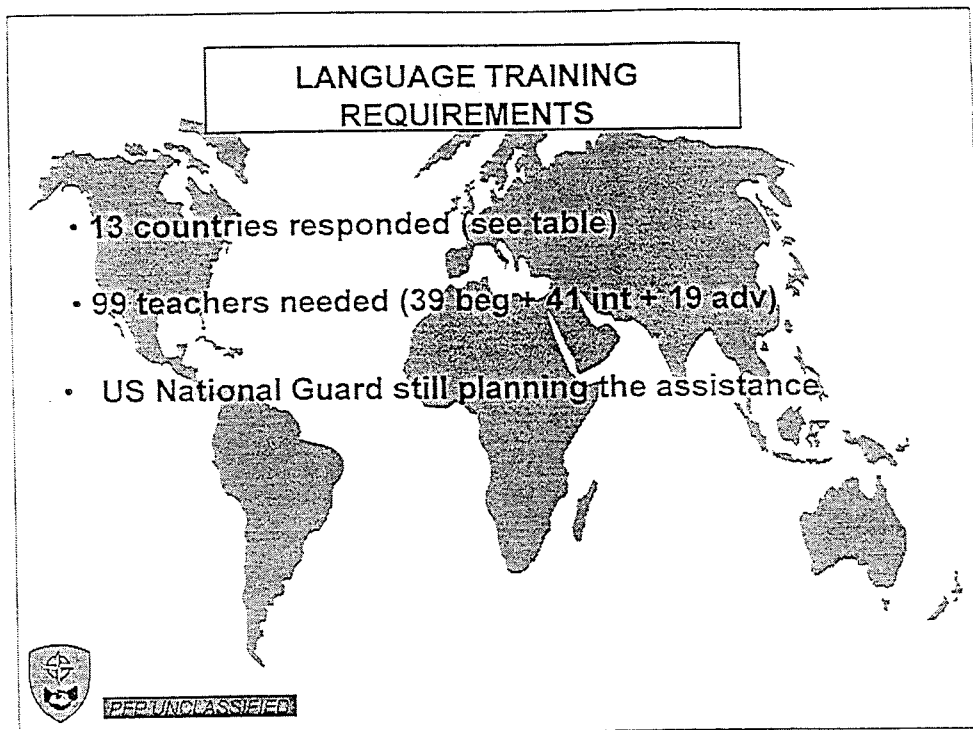 LANGUAGE TRAINING
REQUIREMENTS
· 13 countries responded (see table)
· 99 teachers needed (39 beg + 41 int + 19 adv)
· US National Guard still planning the assistance
PFP UNCLASSIFIED